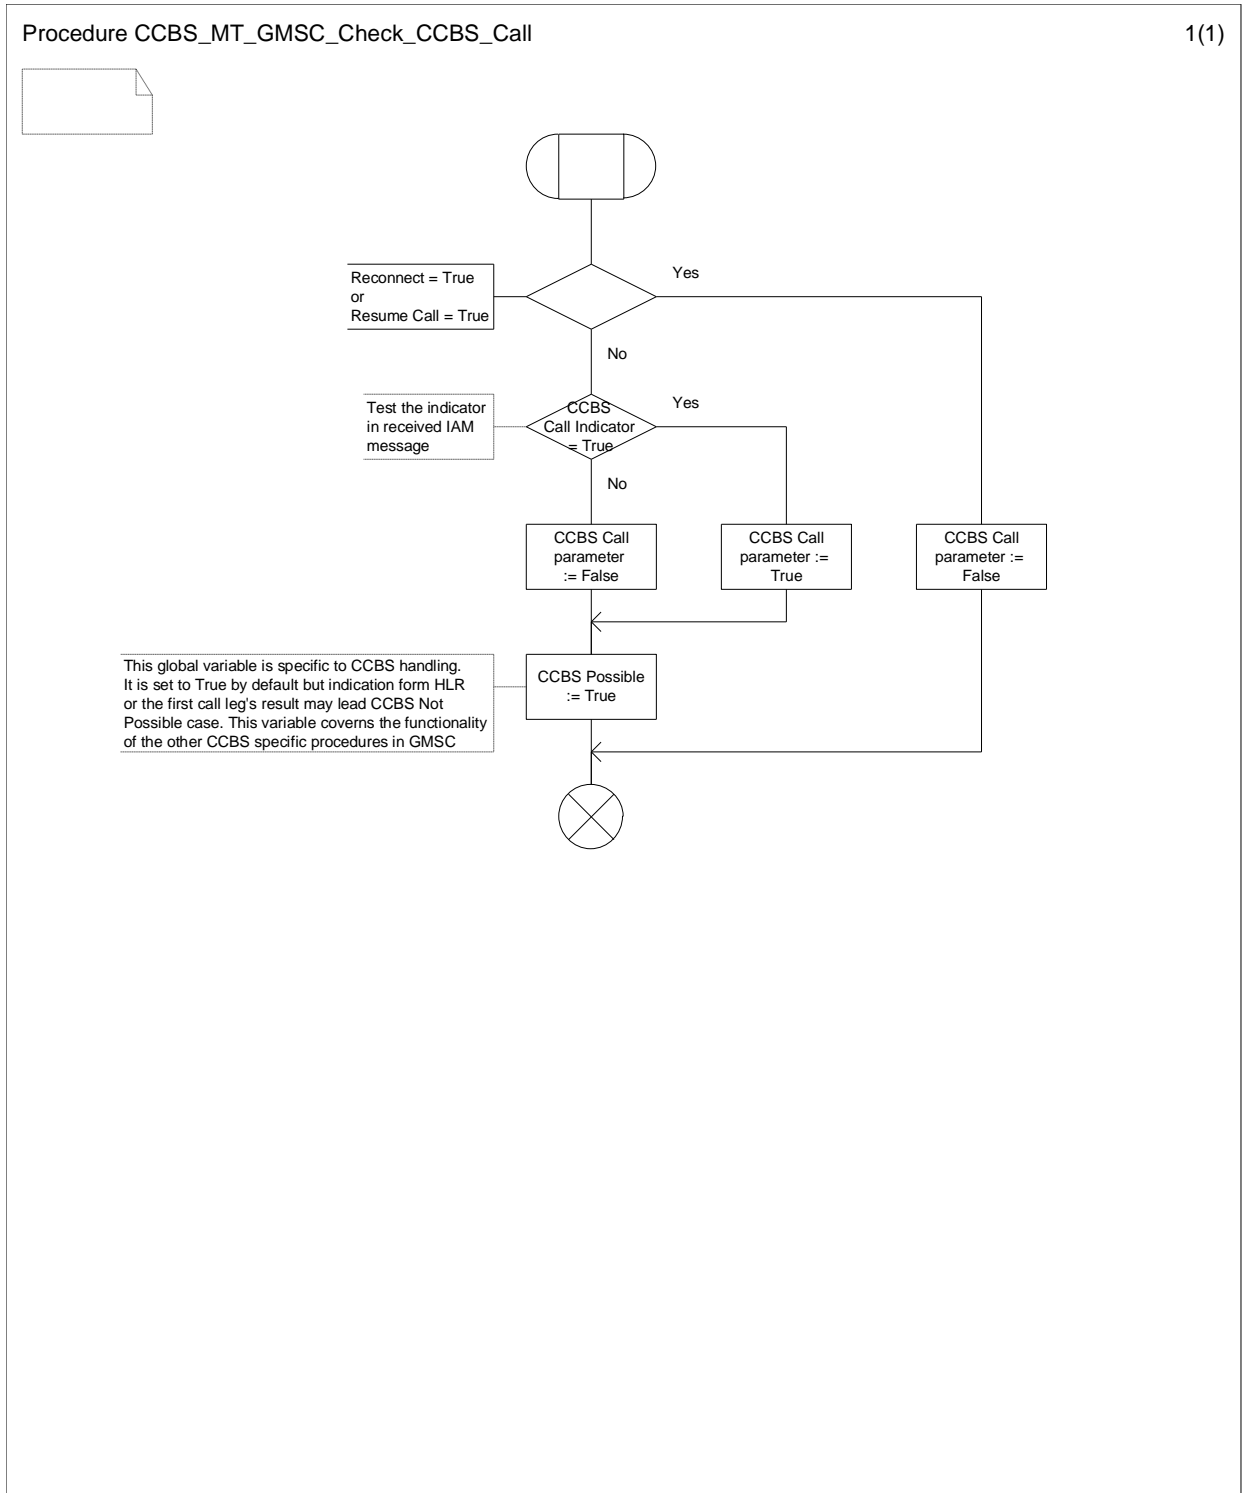 Procedure CCBS_MT_GMSC_Check_CCBS_Call
1(1)
Reconnect = True
or
Resume Call = True
Yes
No
Test the indicator
in received IAM
message
CCBS
Call Indicator
= True
Yes
No
CCBS Call
parameter
:= False
CCBS Call
parameter :=
True
CCBS Call
parameter :=
False
This global variable is specific to CCBS handling.
It is set to True by default but indication form HLR
or the first call leg's result may lead CCBS Not
Possible case. This variable coverns the functionality
of the other CCBS specific procedures in GMSC
CCBS Possible
:= True